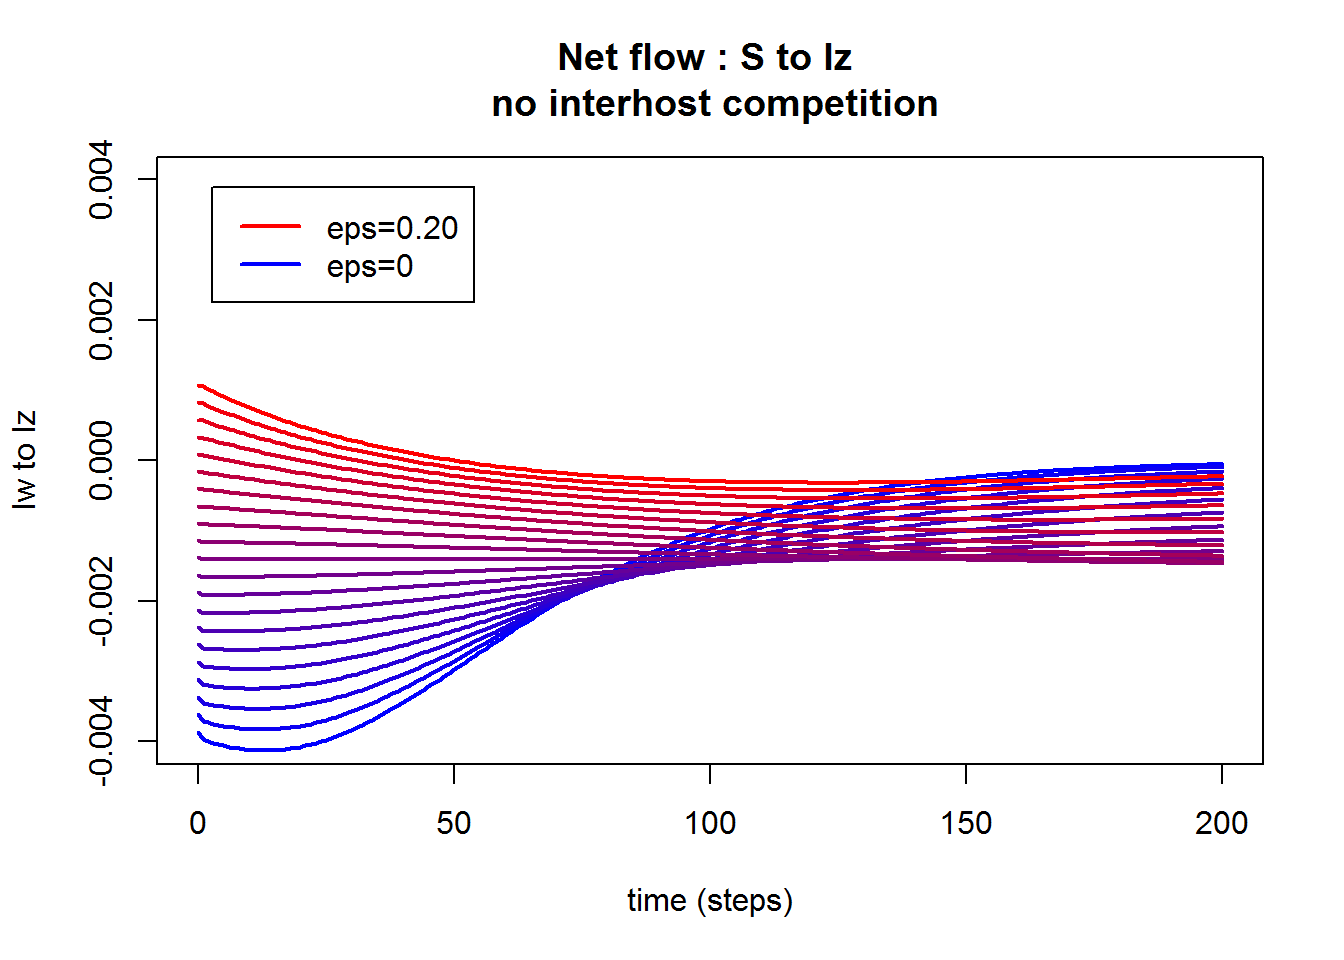 Net flow : S to Iz
no interhost competition
0.004
0.002
0.000
-0.002
-0.004
Iw to Iz
eps=0.20
eps=0
0
50
100
150
200
time (steps)